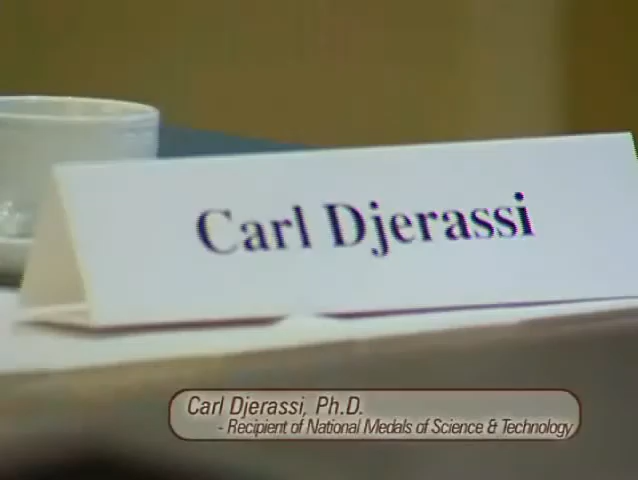 Carl Djerassi
Carl Djerassi, Ph.D.
- Recipient of National Medals of Science & Technology